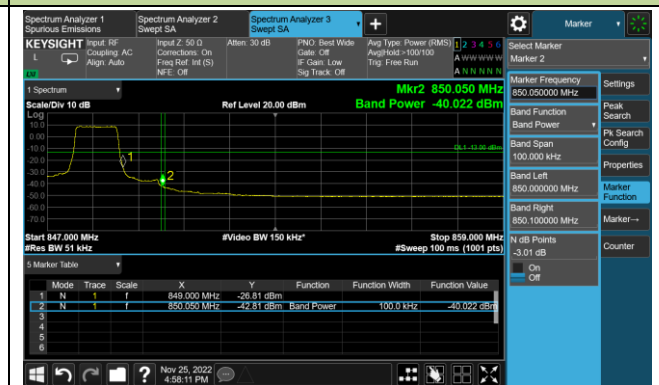 Spectrum Analyzer 1
Spurious Emissions
Spectrum Analyzer 2
Swept SA
Spectrum Analyzer 3
Swept SA
+
Marker
KEYSIGHT
L
LW
Input: RF
Coupling: AC
Align: Auto
Input Z: 50 Ω
Corrections: On
Freq Ref: Int (S)
NFE: Off
Atten: 30 dB
PNO: Best Wide
Gate: Off
IF Gain: Low
Sig Track: Off
Avg Type: Power (RMS)
Avg|Hold:>100/100
Trig: Free Run
1 2 3 4 5 6
A W W W W W
A N N N N N
Select Marker
Marker 2
1 Spectrum
Mkr2 850.050 MHz
Scale/Div 10 dB
Ref Level 20.00 dBm
Band Power -40.022 dBm
Log
10.0
0.00
-10.0
-20.0
-30.0
-40.0
-50.0
-60.0
-70.0
DL1 -13.00 dBm
1
2
Start 847.000 MHz
#Video BW 150 kHz*
Stop 859.000 MHz
#Res BW 51 kHz
#Sweep 100 ms (1001 pts)
5 Marker Table
Mode Trace Scale X Y Function Function Width Function Value
1 N 1 f 849.000 MHz -26.81 dBm
2 N 1 f 850.050 MHz -42.81 dBm Band Power 100.0 kHz -40.022 dBm
3
4
5
6
Marker Frequency
850.050000 MHz
Band Function
Band Power
Band Span
100.000 kHz
Band Left
850.000000 MHz
Band Right
850.100000 MHz
N dB Points
-3.01 dB
On
Off
Settings
Peak
Search
Pk Search
Config
Properties
Marker
Function
Marker→
Counter
?
Nov 25, 2022
4:58:11 PM